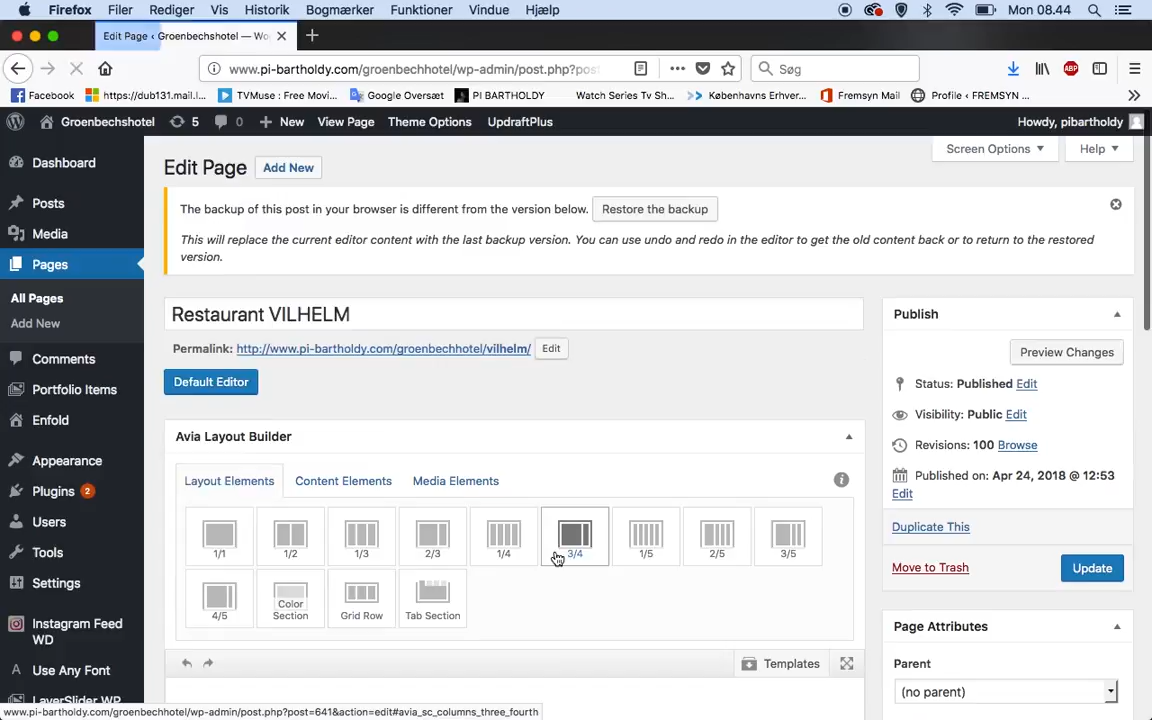 Firefox Filer Rediger Vis Historik Bogmærker Funktioner Vindue Hjælp Mon 08.44
Edit Page ‹ Groenbechshotel — Wo
www.pi-bartholdy.com/groenbechhotel/wp-admin/post.php?post
Søg
Facebook https://dub131.mail.l... TVMuse : Free Movi... Google Oversæt PI BARTHOLDY Watch Series Tv Sh... Københavns Erhver... Fremsyn Mail Profile ‹ FREMSYN ...
Groenbechshotel 5 0 New View Page Theme Options UpdraftPlus Howdy, pibartholdy
Screen Options Help
Dashboard
Posts
Media
Pages
All Pages
Add New
Comments
Portfolio Items
Enfold
Appearance
Plugins 2
Users
Tools
Settings
Instagram Feed
WD
Use Any Font
LayerSlider WP
Edit Page Add New
The backup of this post in your browser is different from the version below. Restore the backup
This will replace the current editor content with the last backup version. You can use undo and redo in the editor to get the old content back or to return to the restored
version.
Restaurant VILHELM
Permalink: http://www.pi-bartholdy.com/groenbechhotel/vilhelm/ Edit
Default Editor
Avia Layout Builder
Layout Elements Content Elements Media Elements
1/1 1/2 1/3 2/3 1/4 3/4 1/5 2/5 3/5
4/5 Color Section Grid Row Tab Section
Templates
Publish
Preview Changes
Status: Published Edit
Visibility: Public Edit
Revisions: 100 Browse
Published on: Apr 24, 2018 @ 12:53
Edit
Duplicate This
Move to Trash Update
Page Attributes
Parent
(no parent)
www.pi-bartholdy.com/groenbechhotel/wp-admin/post.php?post=641&action=edit#avia_sc_columns_three_fourth